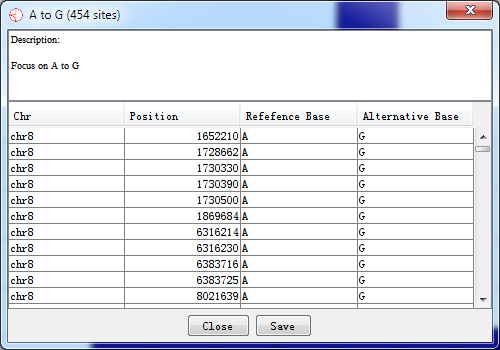 A to G (454 sites)
Description:
Focus on A to G
Chr Position Refefence Base Alternative Base
chr8 1652210 A G
chr8 1728662 A G
chr8 1730330 A G
chr8 1730390 A G
chr8 1730500 A G
chr8 1869684 A G
chr8 6316214 A G
chr8 6316230 A G
chr8 6383716 A G
chr8 6383725 A G
chr8 8021639 A G
Close Save